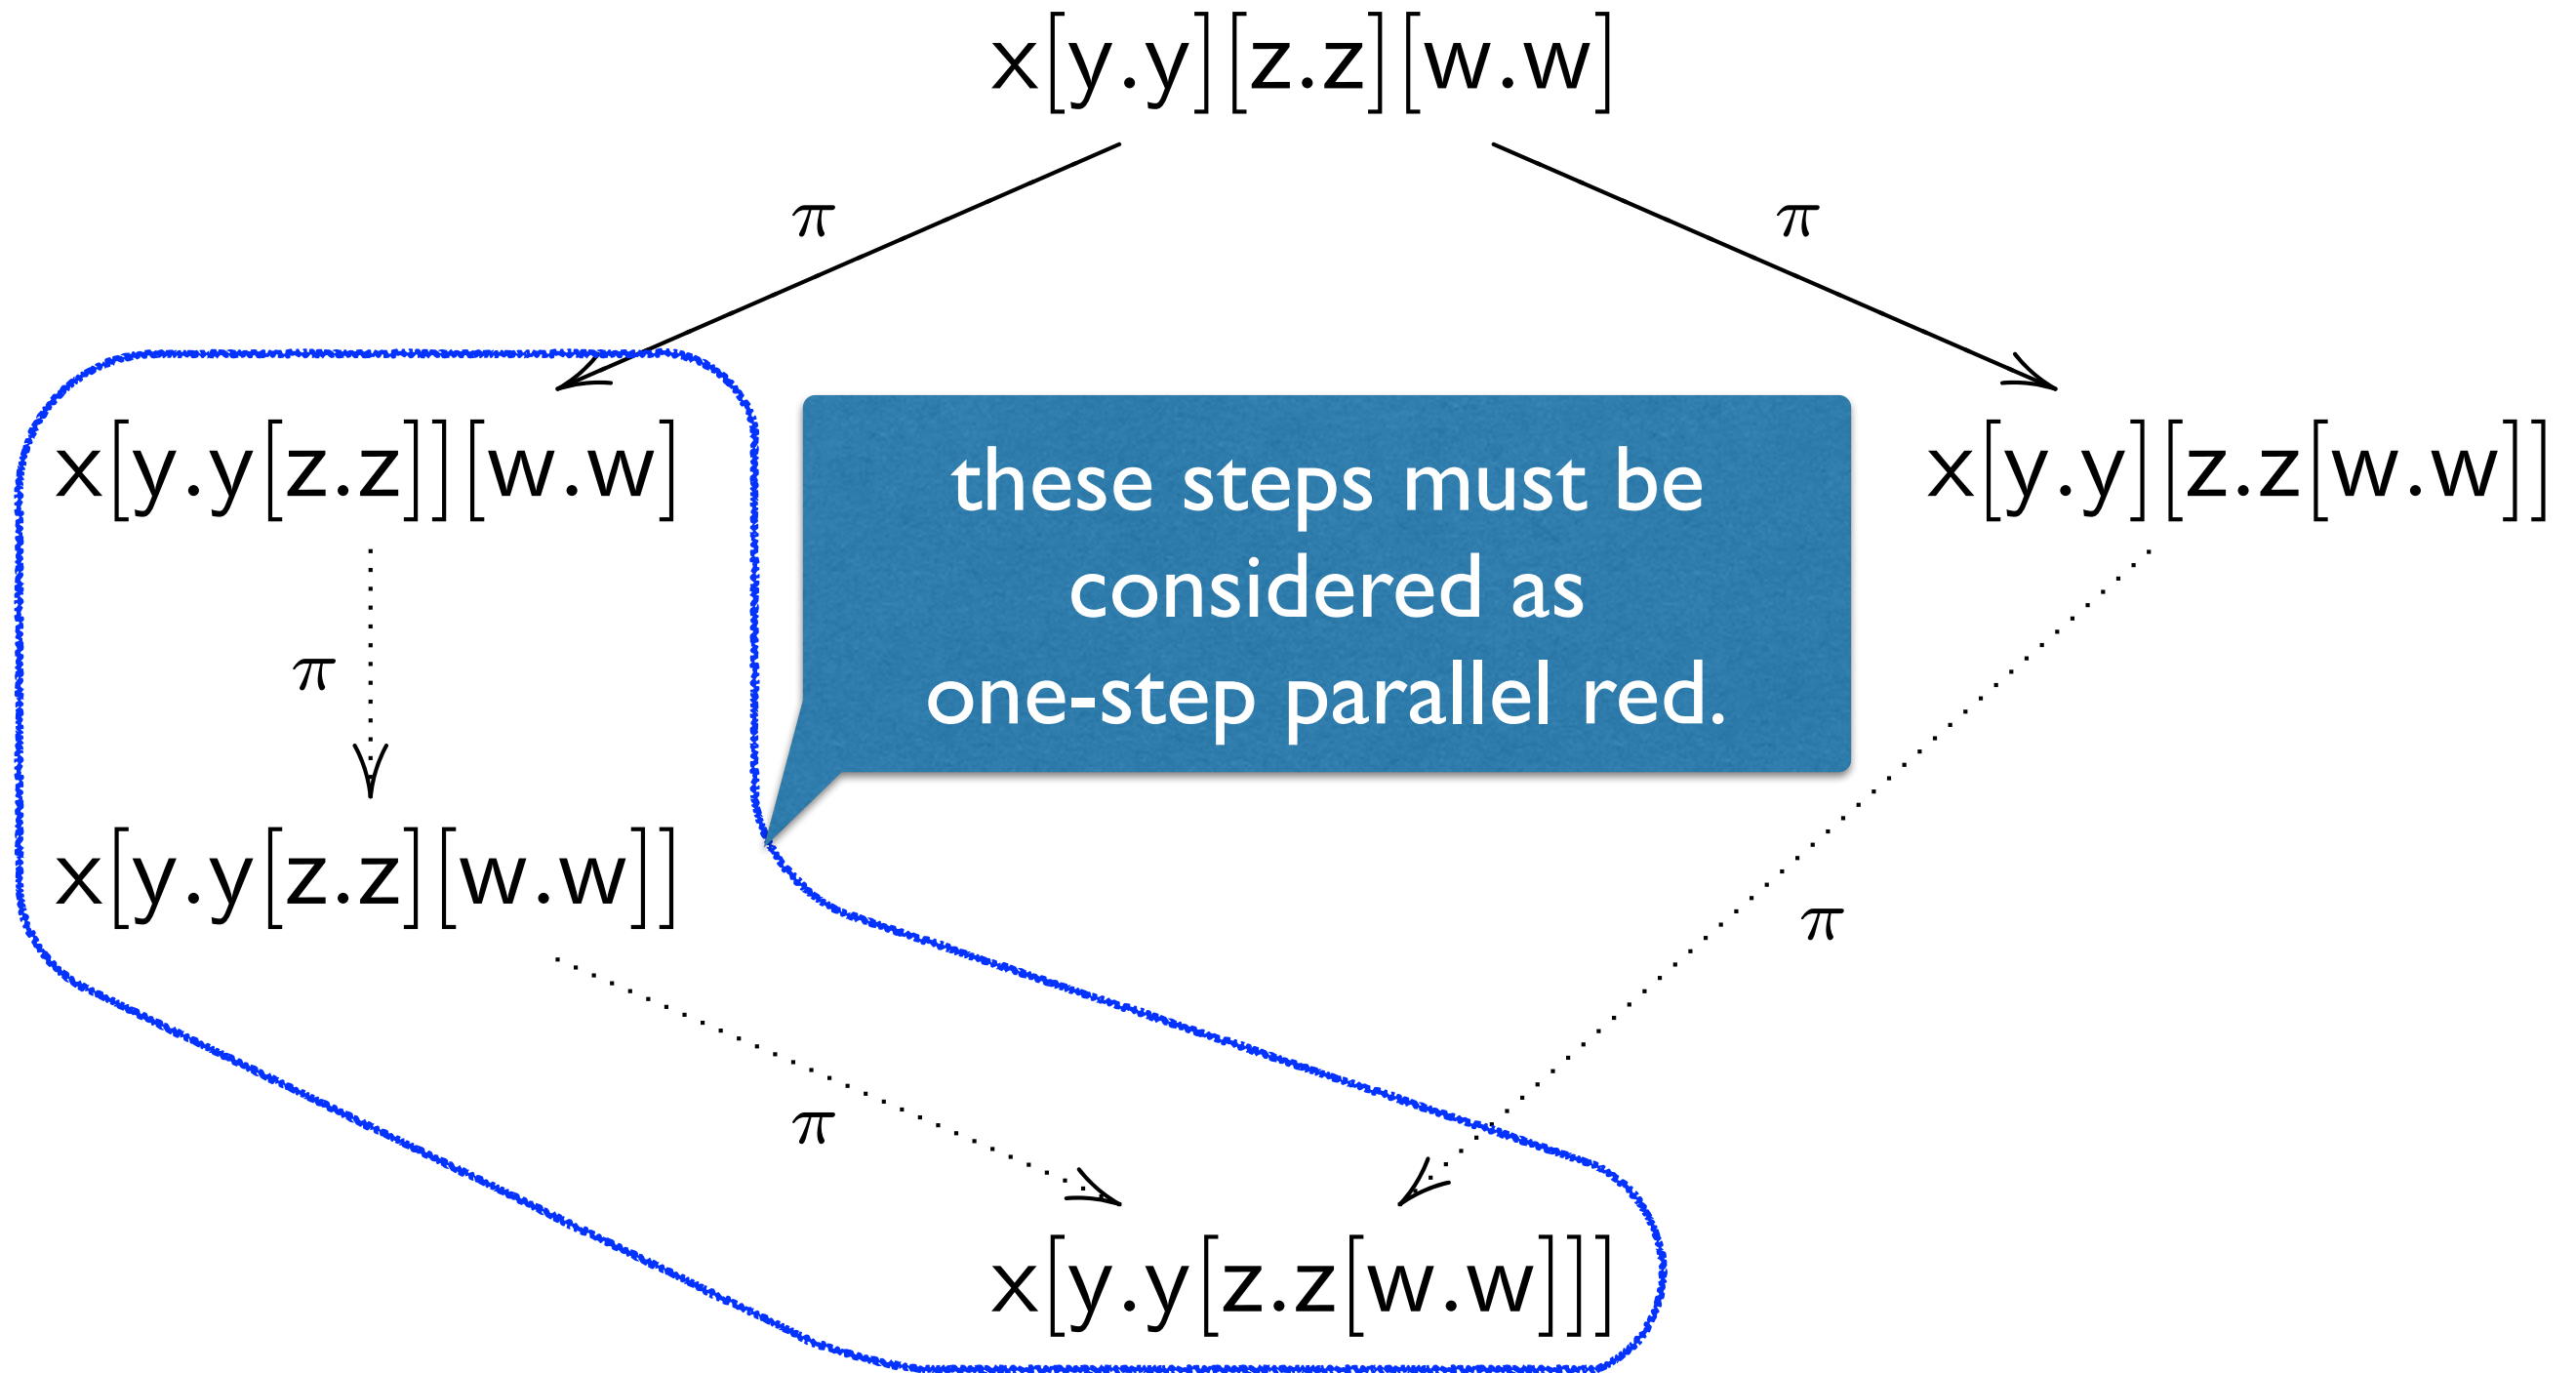 x[y.y][z.z][w.w]
π
π
x[y.y[z.z]][w.w]
x[y.y][z.z[w.w]]
these steps must be
considered as
one-step parallel red.
π
x[y.y[z.z][w.w]]
π
π
x[y.y[z.z[w.w]]]